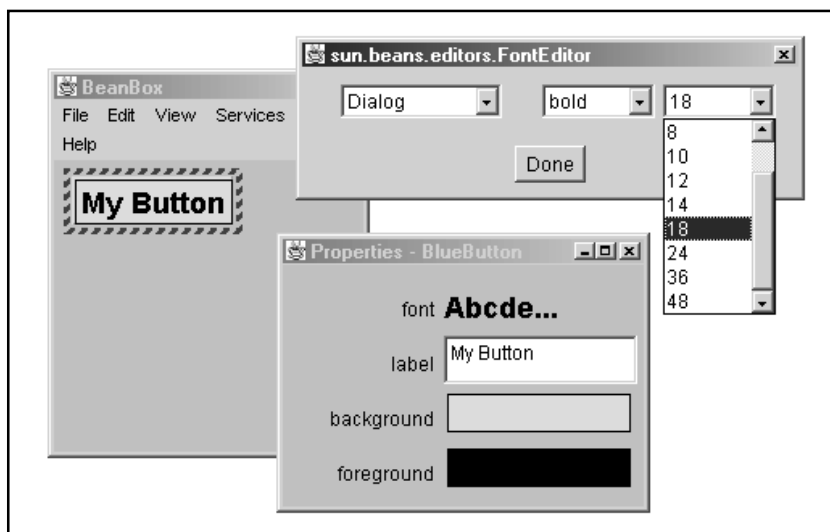 BeanBox
File Edit View Services
Help
My Button
sun.beans.editors.FontEditor
Dialog bold 18
8
10
12
14
18
24
36
48
Done
Properties - BlueButton
font Abcde...
label My Button
background
foreground